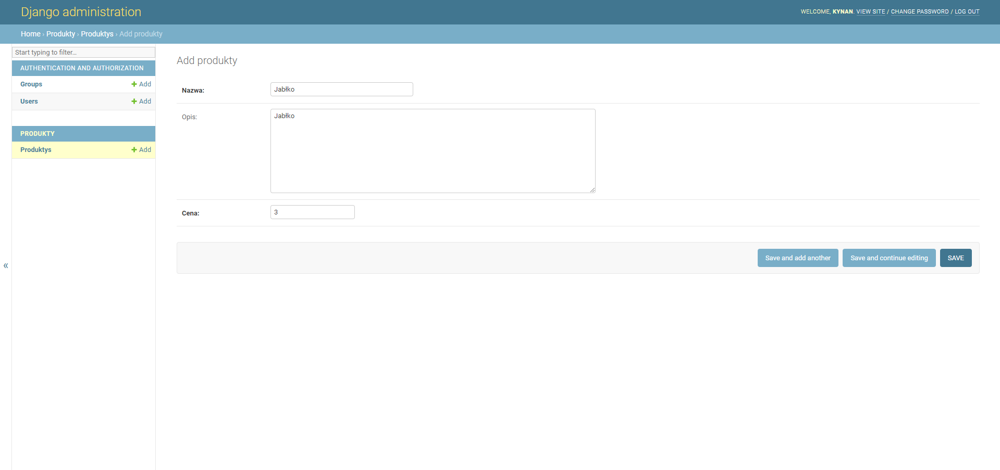 Django administration
WELCOME, KYNAN. VIEW SITE / CHANGE PASSWORD / LOG OUT
Home › Produkty › Produktys › Add produkty
Start typing to filter...
AUTHENTICATION AND AUTHORIZATION
Groups
+ Add
Users
+ Add
PRODUKTY
Produktys
+ Add
«
Add produkty
Nazwa:
Jabłko
Opis:
Jabłko
Cena:
3
Save and add another
Save and continue editing
SAVE